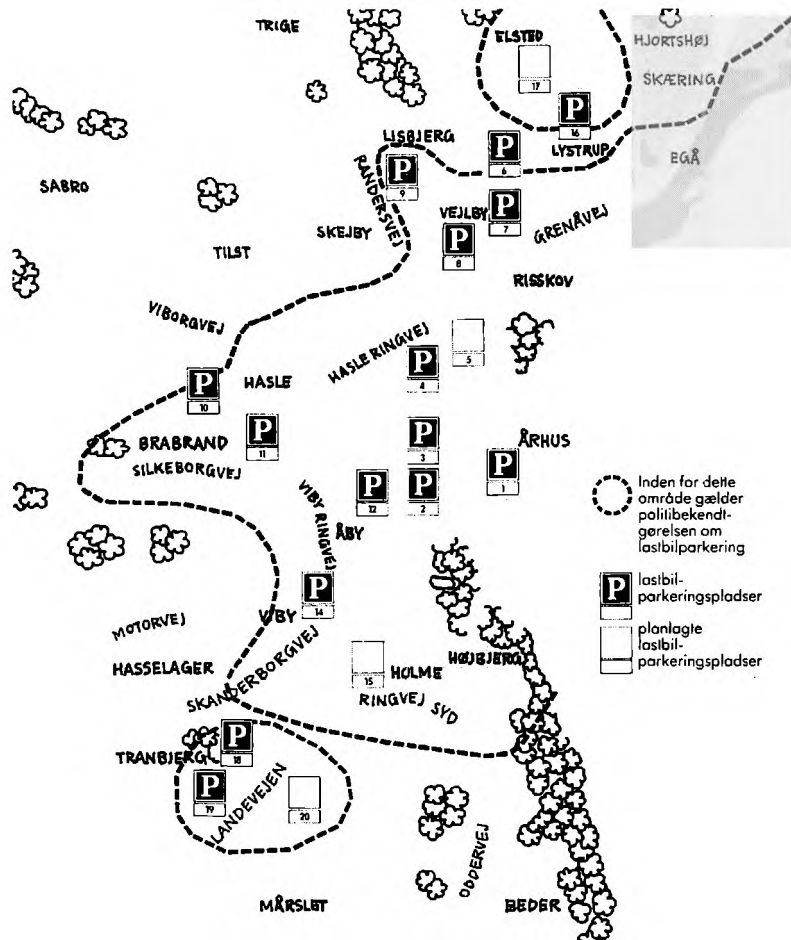 TRIGE
ELSTED
HJORTSHØJ
17
SKÆRING
P
16
LISBJERG
P
6
LYSTRUP
EGÅ
SABRO
RANDERSVEJ
P
9
VEJLBY
P
7
GRENÅVEJ
SKEJBY
P
8
TILST
RISSKOV
VIBORGVEJ
HASLE RINGVEJ
5
P
4
P
10
HASLE
BRABRAND
P
11
P
3
ÅRHUS
SILKEBORGVEJ
VIBY RINGVEJ
P
12
P
2
P
1
ÅBY
Inden for dette
område gælder
politibekendt-
gørelsen om
lastbilparkering
P
lastbil-
parkeringspladser
planlagte
lastbil-
parkeringspladser
VIBY
P
14
MOTORVEJ
HASSELAGER
SKANDERBORGVEJ
15
HOLME
HØJBJERG
RINGVEJ SYD
TRANBJERG
P
18
P
19
LANDEVEJEN
20
ODDERVEJ
MÅRSLET
BEDER